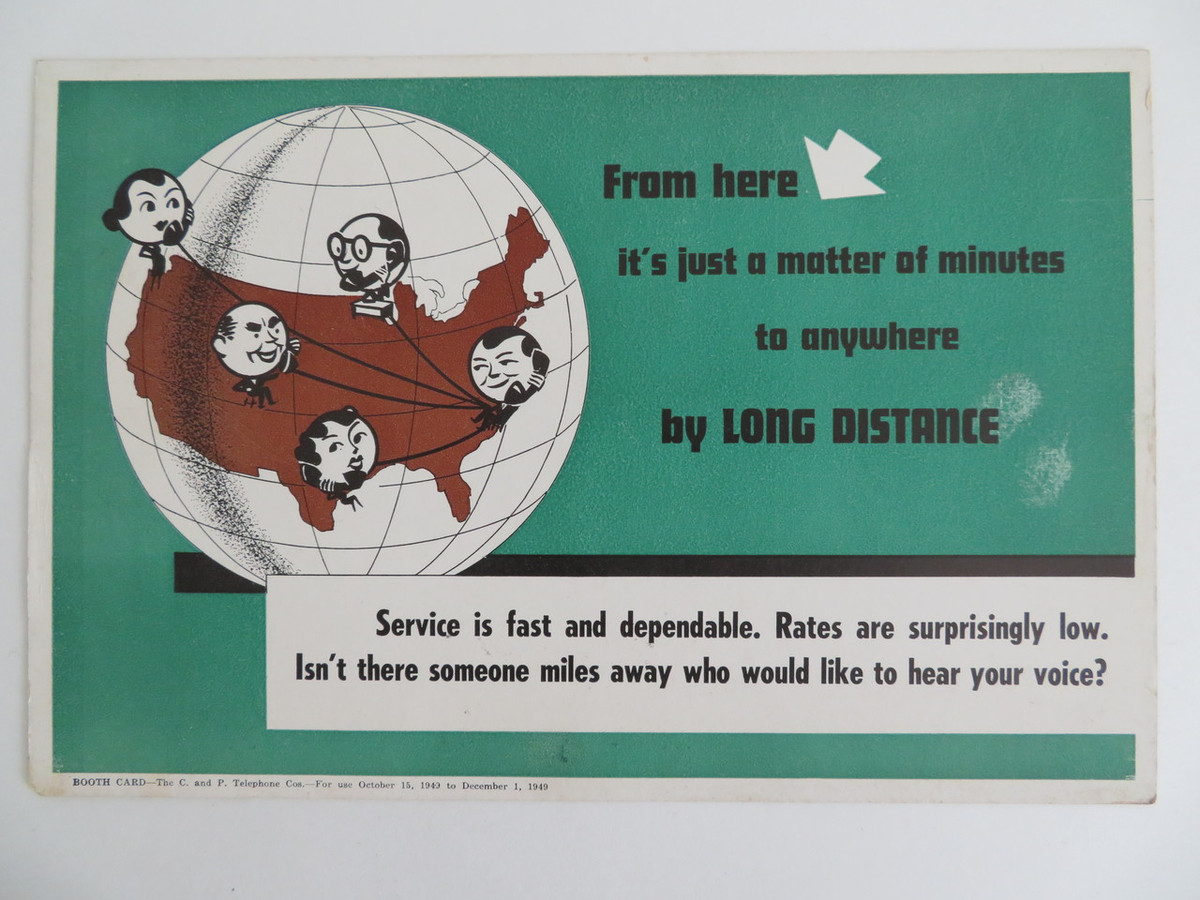 From here
it's just a matter of minutes
to anywhere
by LONG DISTANCE
Service is fast and dependable. Rates are surprisingly low.
Isn't there someone miles away who would like to hear your voice?
BOOTH CARD—The C. and P. Telephone Cos.—For use October 15, 1949 to December 1, 1949